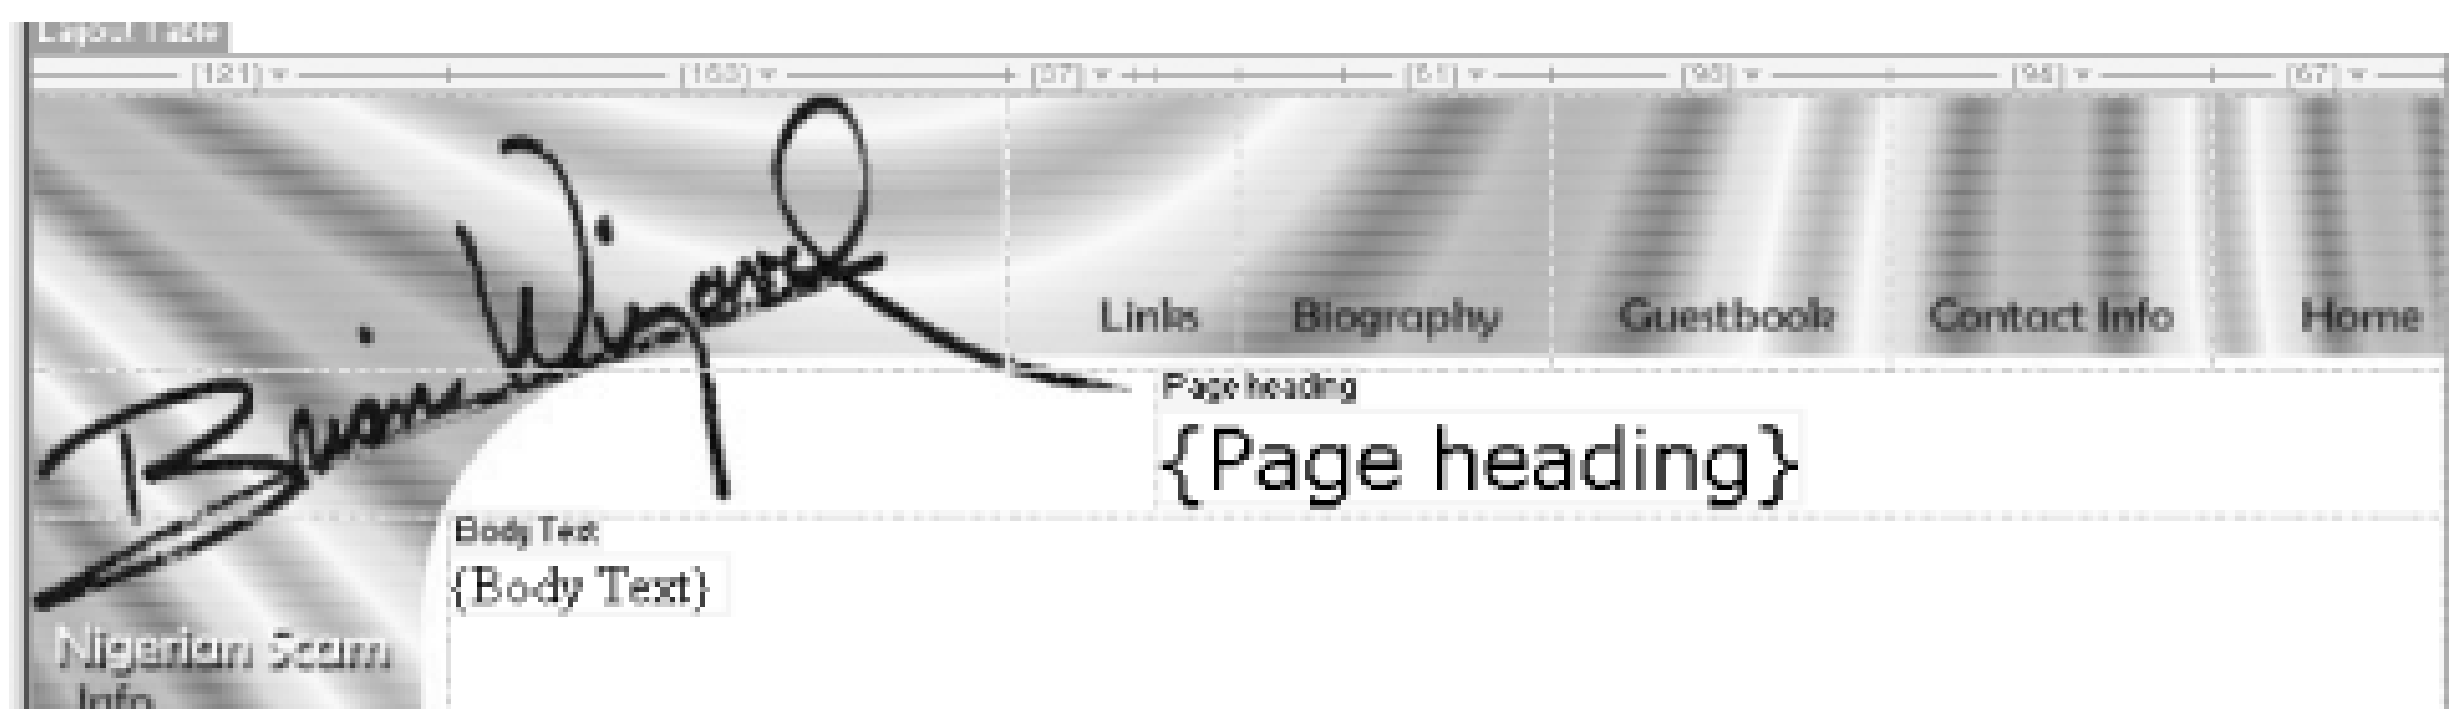 Layout Table
Brian Wigand
Links Biography Guestbook Contact Info Home
Page heading
{Page heading}
Body Text
{Body Text}
Nigerian Scam
Info